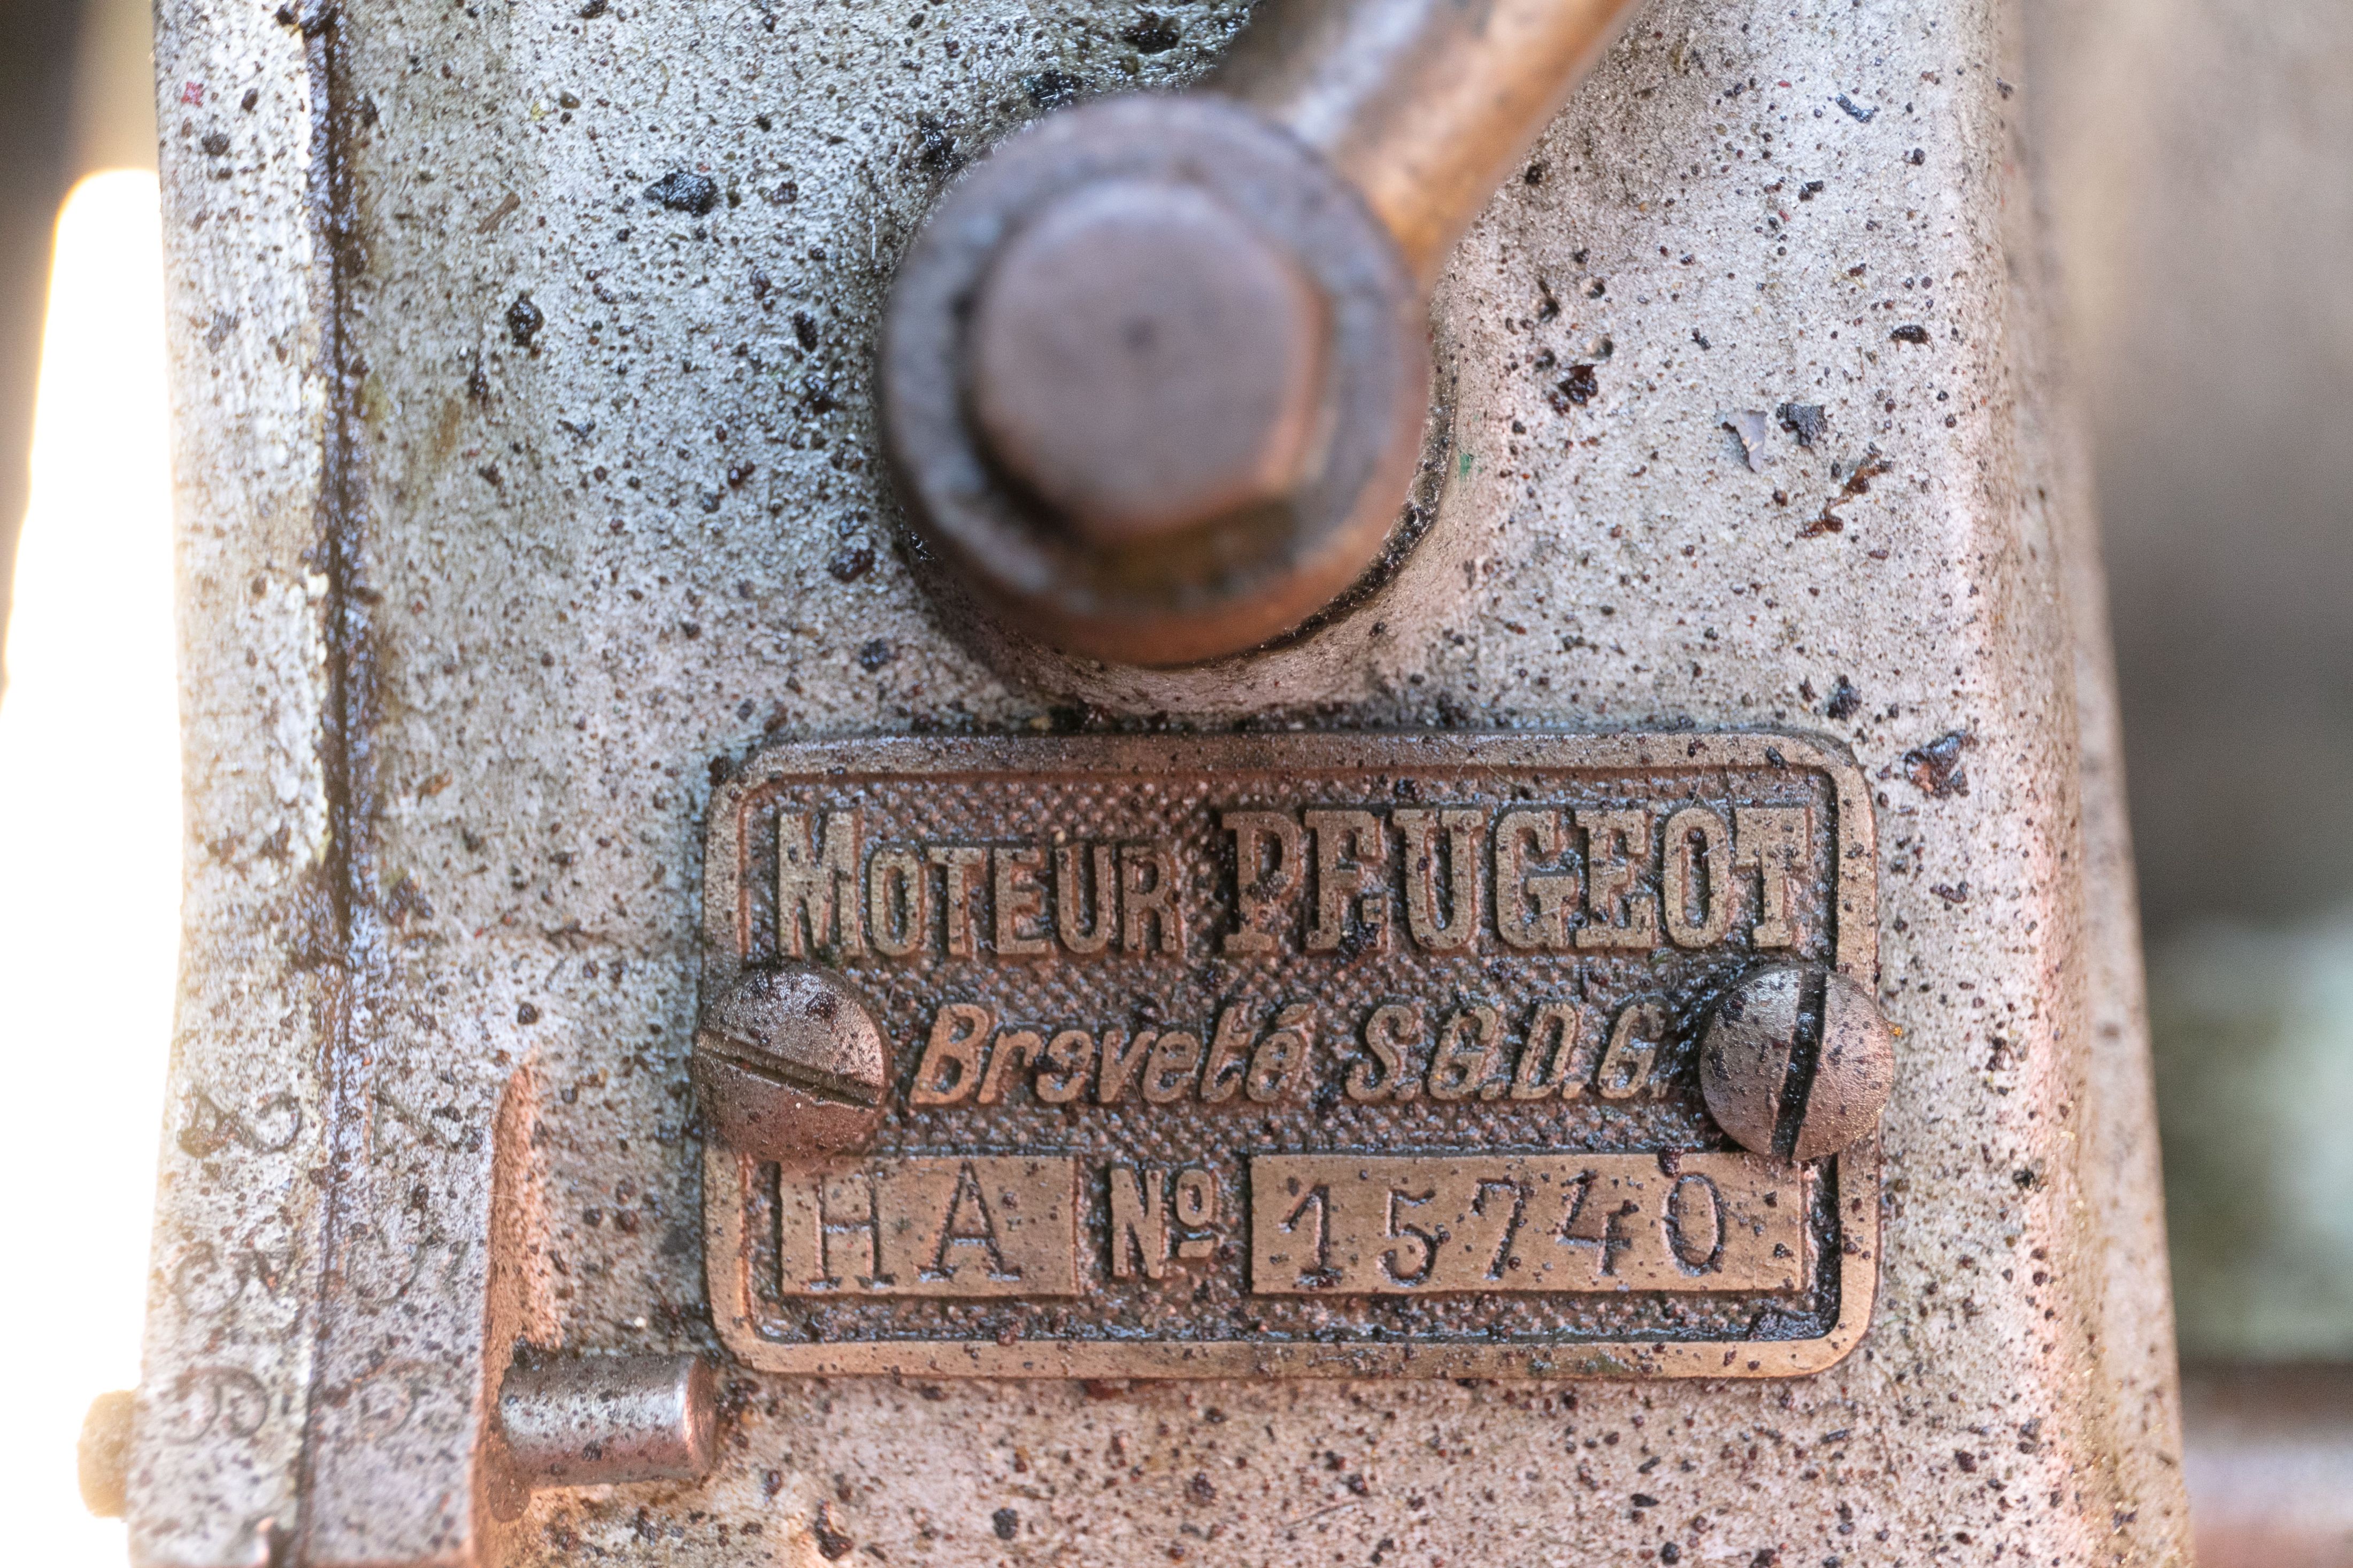 MOTEUR PEUGEOT
Breveté S.G.D.G.
HA No 15740